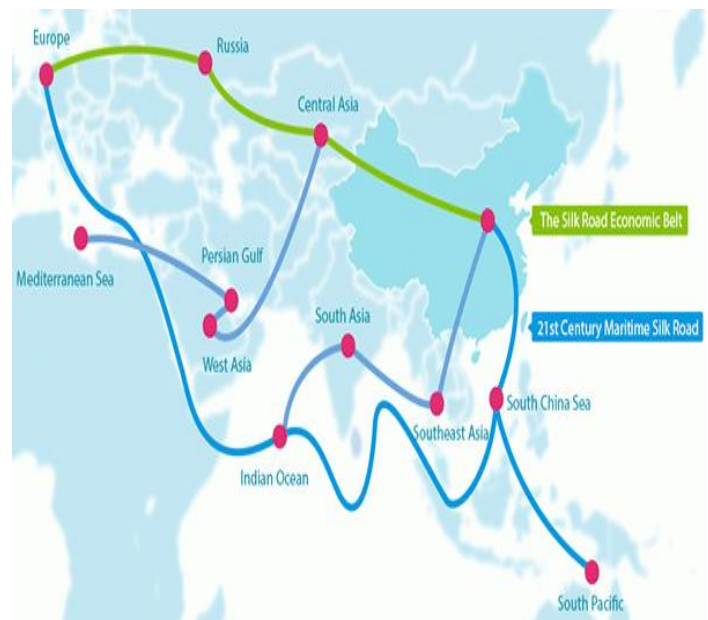 Europe
Russia
Central Asia
The Silk Road Economic Belt
Persian Gulf
Mediterranean Sea
South Asia
21st Century Maritime Silk Road
West Asia
South China Sea
Southeast Asia
Indian Ocean
South Pacific